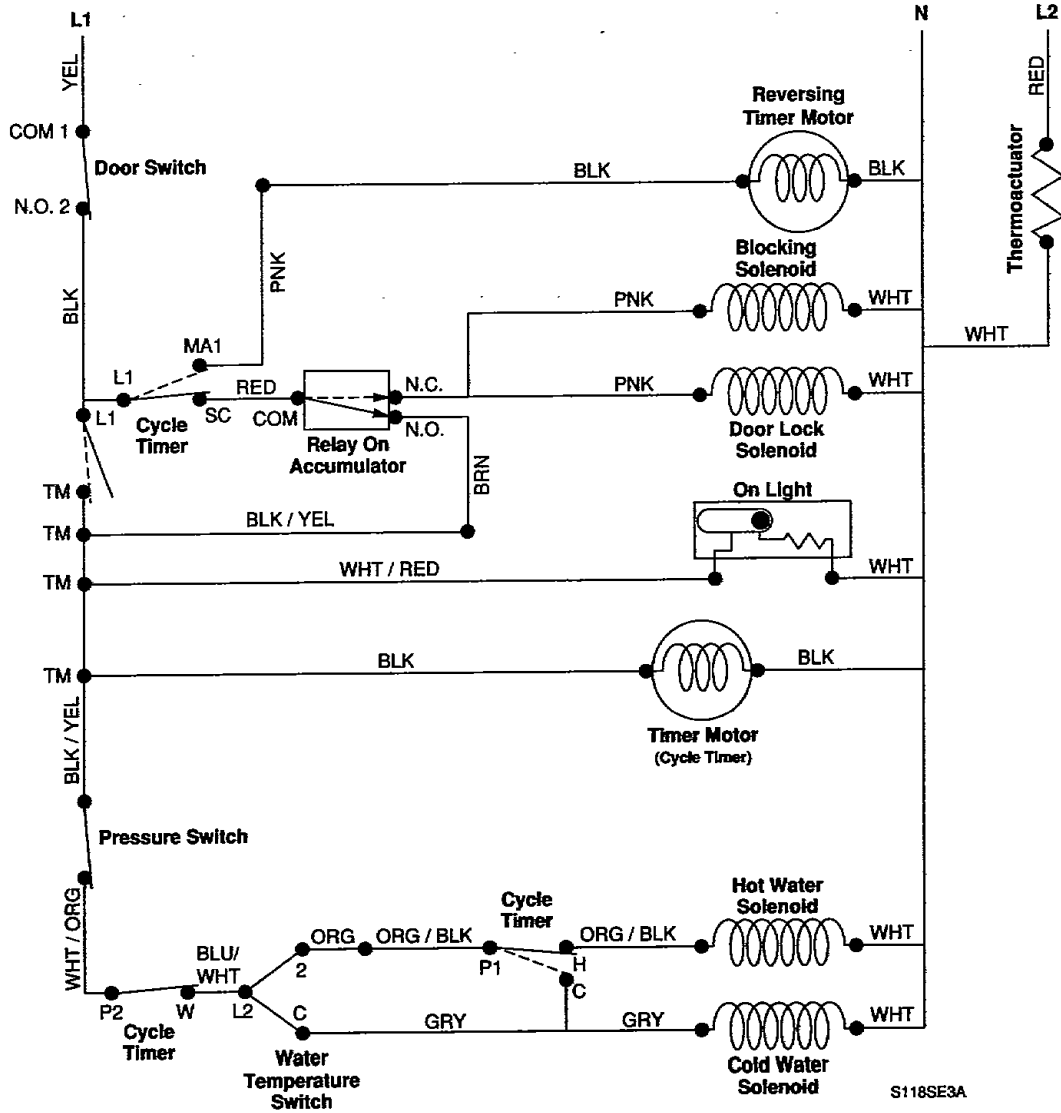 L1
N
L2
YEL
RED
COM 1
Door Switch
N.O. 2
BLK
Reversing
Timer Motor
BLK
BLK
Thermoactuator
PNK
Blocking
Solenoid
PNK
WHT
WHT
MA1
L1
RED
N.C.
PNK
WHT
L1
Cycle
Timer
SC
COM
N.O.
Door Lock
Solenoid
Relay On
Accumulator
BRN
On Light
TM
TM
BLK / YEL
TM
WHT / RED
WHT
TM
BLK
BLK
Timer Motor
(Cycle Timer)
BLK / YEL
Pressure Switch
WHT / ORG
Cycle
Timer
Hot Water
Solenoid
BLU/
WHT
ORG
ORG / BLK
ORG / BLK
WHT
2
P1
H
C
P2
W
L2
C
GRY
GRY
WHT
Cycle
Timer
Water
Temperature
Switch
Cold Water
Solenoid
S118SE3A